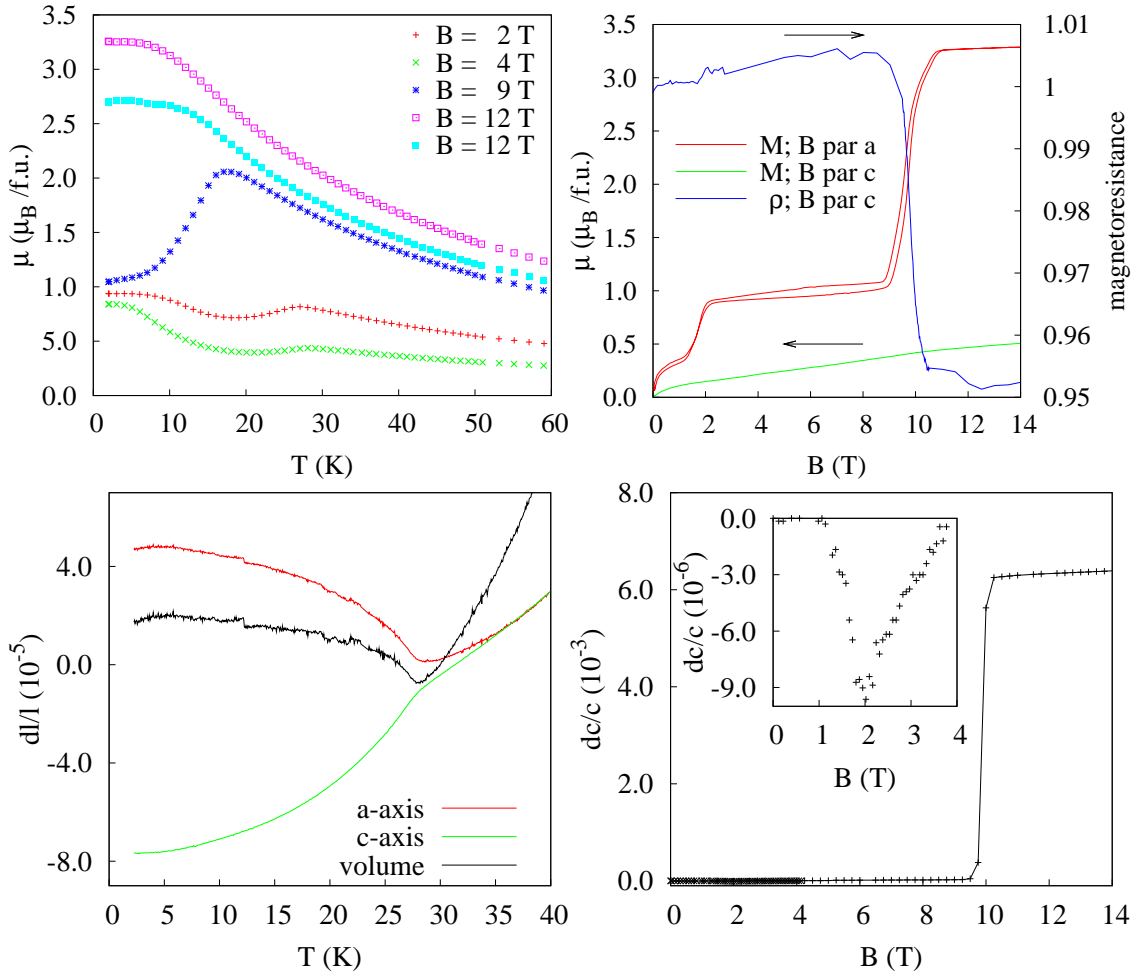 3.5
3.0
2.5
2.0
1.5
1.0
5.0
0.0
μ (μ_B /f.u.)
0 10 20 30 40 50 60
T (K)
B = 2 T
B = 4 T
B = 9 T
B = 12 T
B = 12 T
3.5
3.0
2.5
2.0
1.5
1.0
0.5
0.0
μ (μ_B /f.u.)
0 2 4 6 8 10 12 14
B (T)
1.01
1
0.99
0.98
0.97
0.96
0.95
magnetoresistance
M; B par a
M; B par c
ρ; B par c
4.0
0.0
-4.0
-8.0
dl/l (10^-5)
0 5 10 15 20 25 30 35 40
T (K)
a-axis
c-axis
volume
8.0
6.0
4.0
2.0
0.0
dc/c (10^-3)
0 2 4 6 8 10 12 14
B (T)
0.0
-3.0
-6.0
-9.0
dc/c (10^-6)
0 1 2 3 4
B (T)